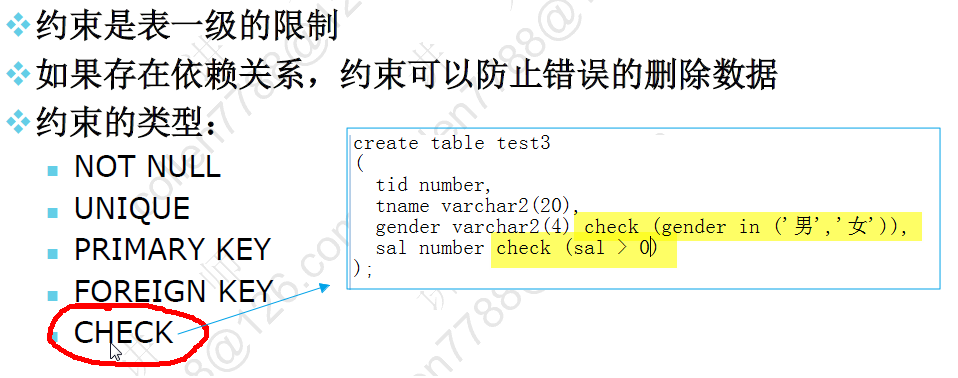 约束是表一级的限制
如果存在依赖关系，约束可以防止错误的删除数据
约束的类型：
NOT NULL
UNIQUE
PRIMARY KEY
FOREIGN KEY
CHECK
create table test3
(
tid number,
tname varchar2(20),
gender varchar2(4) check (gender in ('男','女')),
sal number check (sal > 0)
);